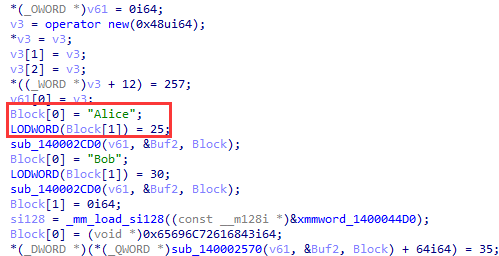 *(_OWORD *)v61 = 0i64;
v3 = operator new(0x48ui64);
*v3 = v3;
v3[1] = v3;
v3[2] = v3;
*((_WORD *)v3 + 12) = 257;
v61[0] = v3;
Block[0] = "Alice";
LODWORD(Block[1]) = 25;
sub_140002CD0(v61, &Buf2, Block);
Block[0] = "Bob";
LODWORD(Block[1]) = 30;
sub_140002CD0(v61, &Buf2, Block);
Block[1] = 0i64;
si128 = _mm_load_si128((const __m128i *)&xmmword_1400044D0);
Block[0] = (void *)0x65696C72616843i64;
*(_DWORD *)(*(_QWORD *)sub_140002570(v61, &Buf2, Block) + 64i64) = 35;